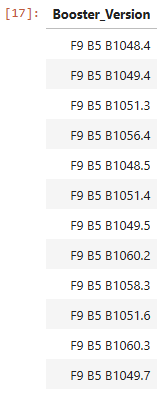 [17]: Booster_Version
F9 B5 B1048.4
F9 B5 B1049.4
F9 B5 B1051.3
F9 B5 B1056.4
F9 B5 B1048.5
F9 B5 B1051.4
F9 B5 B1049.5
F9 B5 B1060.2
F9 B5 B1058.3
F9 B5 B1051.6
F9 B5 B1060.3
F9 B5 B1049.7